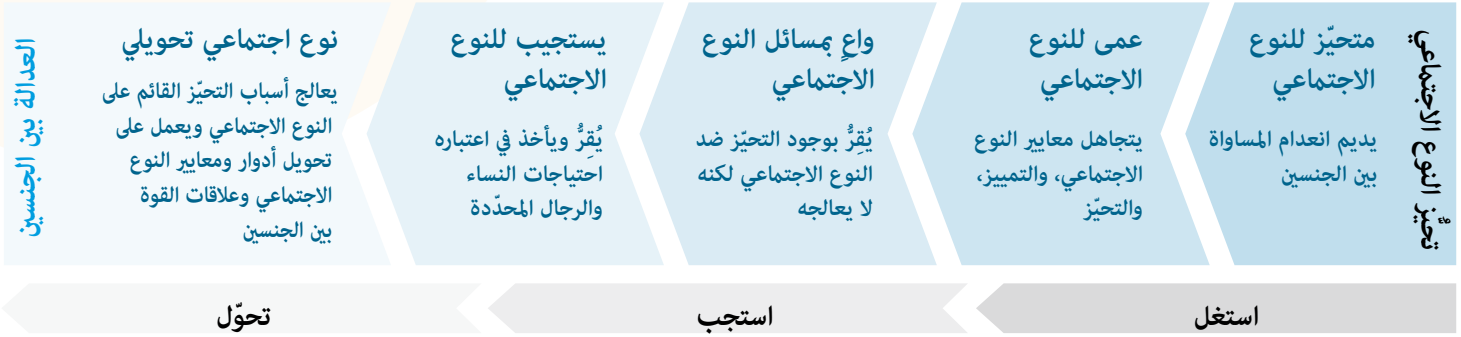 تحيُّز النوع الاجتماعي
متحيّز للنوع
الاجتماعي
يديم انعدام المساواة
بين الجنسين
عمى للنوع
الاجتماعي
يتجاهل معايير النوع
الاجتماعي، والتمييز،
والتحيّز
واعٍ بمسائل النوع
الاجتماعي
يُقِرُّ بوجود التحيّز ضد
النوع الاجتماعي لكنه
لا يعالجه
يستجيب للنوع
الاجتماعي
يُقِرُّ ويأخذ في اعتباره
احتياجات النساء
والرجال المحدّدة
نوع اجتماعي تحويلي
يعالج أسباب التحيّز القائم على
النوع الاجتماعي ويعمل على
تحويل أدوار ومعايير النوع
الاجتماعي وعلاقات القوة
بين الجنسين
العدالة بين الجنسين
استغل
استجب
تحوّل